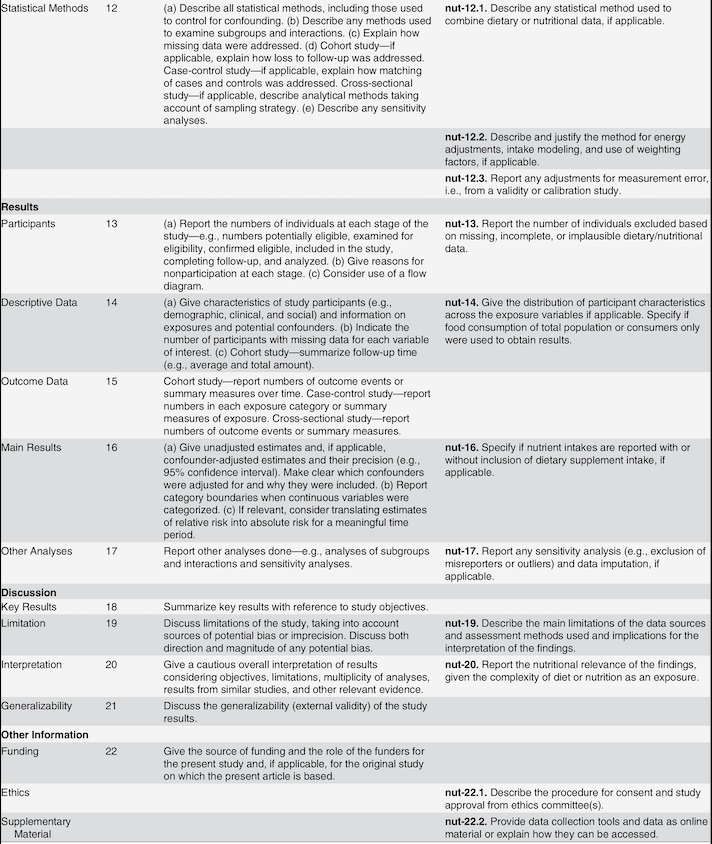 Statistical Methods 12 (a) Describe all statistical methods, including those used nut-12.1. Describe any statistical method used to
to control for confounding. (b) Describe any methods used combine dietary or nutritional data, if applicable.
to examine subgroups and interactions. (c) Explain how
missing data were addressed. (d) Cohort study—if
applicable, explain how loss to follow-up was addressed.
Case-control study—if applicable, explain how matching
of cases and controls was addressed. Cross-sectional
study—if applicable, describe analytical methods taking
account of sampling strategy. (e) Describe any sensitivity
analyses.
nut-12.2. Describe and justify the method for energy
adjustments, intake modeling, and use of weighting
factors, if applicable.
nut-12.3. Report any adjustments for measurement error,
i.e., from a validity or calibration study.
Results
Participants 13 (a) Report the numbers of individuals at each stage of the nut-13. Report the number of individuals excluded based
study—e.g., numbers potentially eligible, examined for on missing, incomplete, or implausible dietary/nutritional
eligibility, confirmed eligible, included in the study, data.
completing follow-up, and analyzed. (b) Give reasons for
nonparticipation at each stage. (c) Consider use of a flow
diagram.
Descriptive Data 14 (a) Give characteristics of study participants (e.g., nut-14. Give the distribution of participant characteristics
demographic, clinical, and social) and information on across the exposure variables if applicable. Specify if
exposures and potential confounders. (b) Indicate the food consumption of total population or consumers only
number of participants with missing data for each variable were used to obtain results.
of interest. (c) Cohort study—summarize follow-up time
(e.g., average and total amount).
Outcome Data 15 Cohort study—report numbers of outcome events or
summary measures over time. Case-control study—report
numbers in each exposure category or summary
measures of exposure. Cross-sectional study—report
numbers of outcome events or summary measures.
Main Results 16 (a) Give unadjusted estimates and, if applicable, nut-16. Specify if nutrient intakes are reported with or
confounder-adjusted estimates and their precision (e.g., without inclusion of dietary supplement intake, if
95% confidence interval). Make clear which confounders applicable.
were adjusted for and why they were included. (b) Report
category boundaries when continuous variables were
categorized. (c) If relevant, consider translating estimates
of relative risk into absolute risk for a meaningful time
period.
Other Analyses 17 Report other analyses done—e.g., analyses of subgroups nut-17. Report any sensitivity analysis (e.g., exclusion of
and interactions and sensitivity analyses. misreporters or outliers) and data imputation, if
applicable.
Discussion
Key Results 18 Summarize key results with reference to study objectives.
Limitation 19 Discuss limitations of the study, taking into account nut-19. Describe the main limitations of the data sources
sources of potential bias or imprecision. Discuss both and assessment methods used and implications for the
direction and magnitude of any potential bias. interpretation of the findings.
Interpretation 20 Give a cautious overall interpretation of results nut-20. Report the nutritional relevance of the findings,
considering objectives, limitations, multiplicity of analyses, given the complexity of diet or nutrition as an exposure.
results from similar studies, and other relevant evidence.
Generalizability 21 Discuss the generalizability (external validity) of the study
results.
Other Information
Funding 22 Give the source of funding and the role of the funders for
the present study and, if applicable, for the original study
on which the present article is based.
Ethics nut-22.1. Describe the procedure for consent and study
approval from ethics committee(s).
Supplementary nut-22.2. Provide data collection tools and data as online
Material material or explain how they can be accessed.